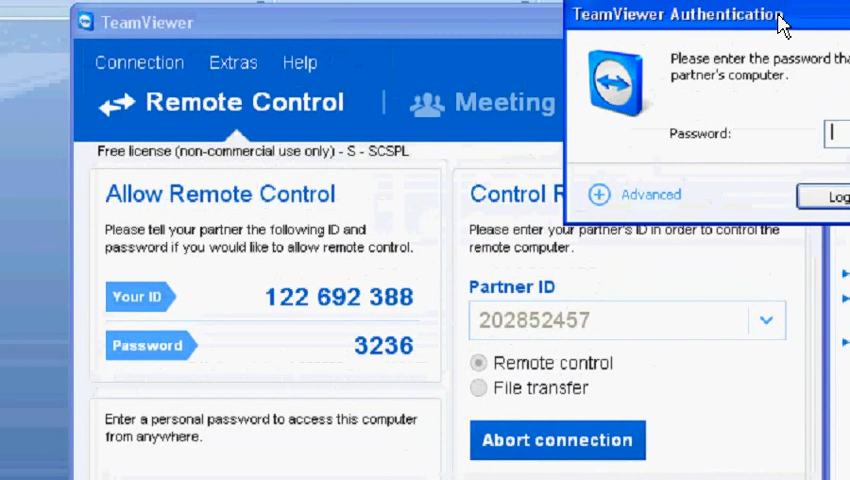 TeamViewer
TeamViewer Authentication
Connection Extras Help
Remote Control
Meeting
Please enter the password
partner's computer.
Password:
Advanced
Free license (non-commercial use only) - S - SCSPL
Allow Remote Control
Please tell your partner the following ID and
password if you would like to allow remote control.
Your ID 122 692 388
Password 3236
Enter a personal password to access this computer
from anywhere.
Control
Please enter your partner's ID in order to control the
remote computer.
Partner ID
202852457
Remote control
File transfer
Abort connection